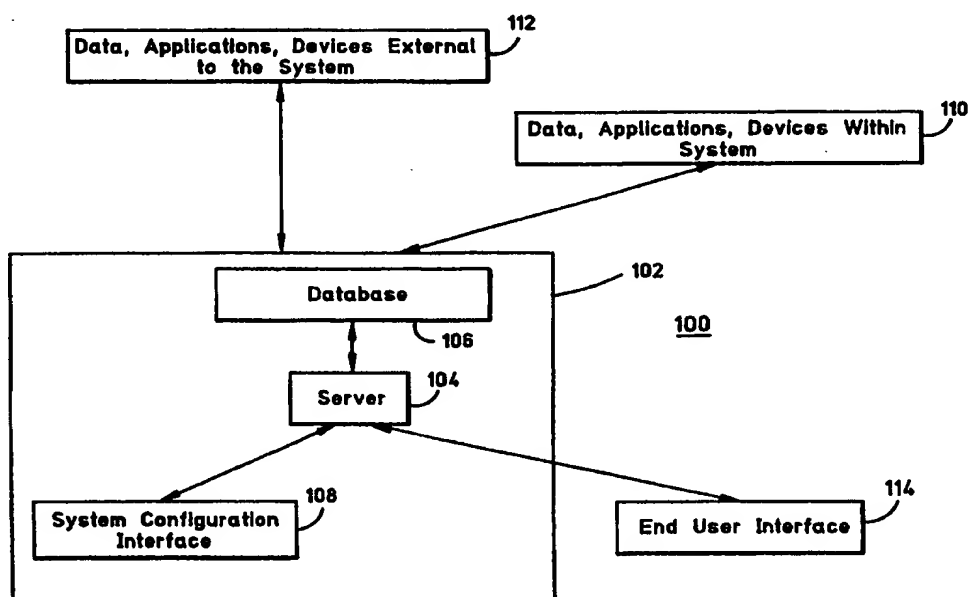 112
Data, Applications, Devices External
to the System
110
Data, Applications, Devices Within
System
102
Database
106
100
104
Server
108
System Configuration
Interface
114
End User Interface